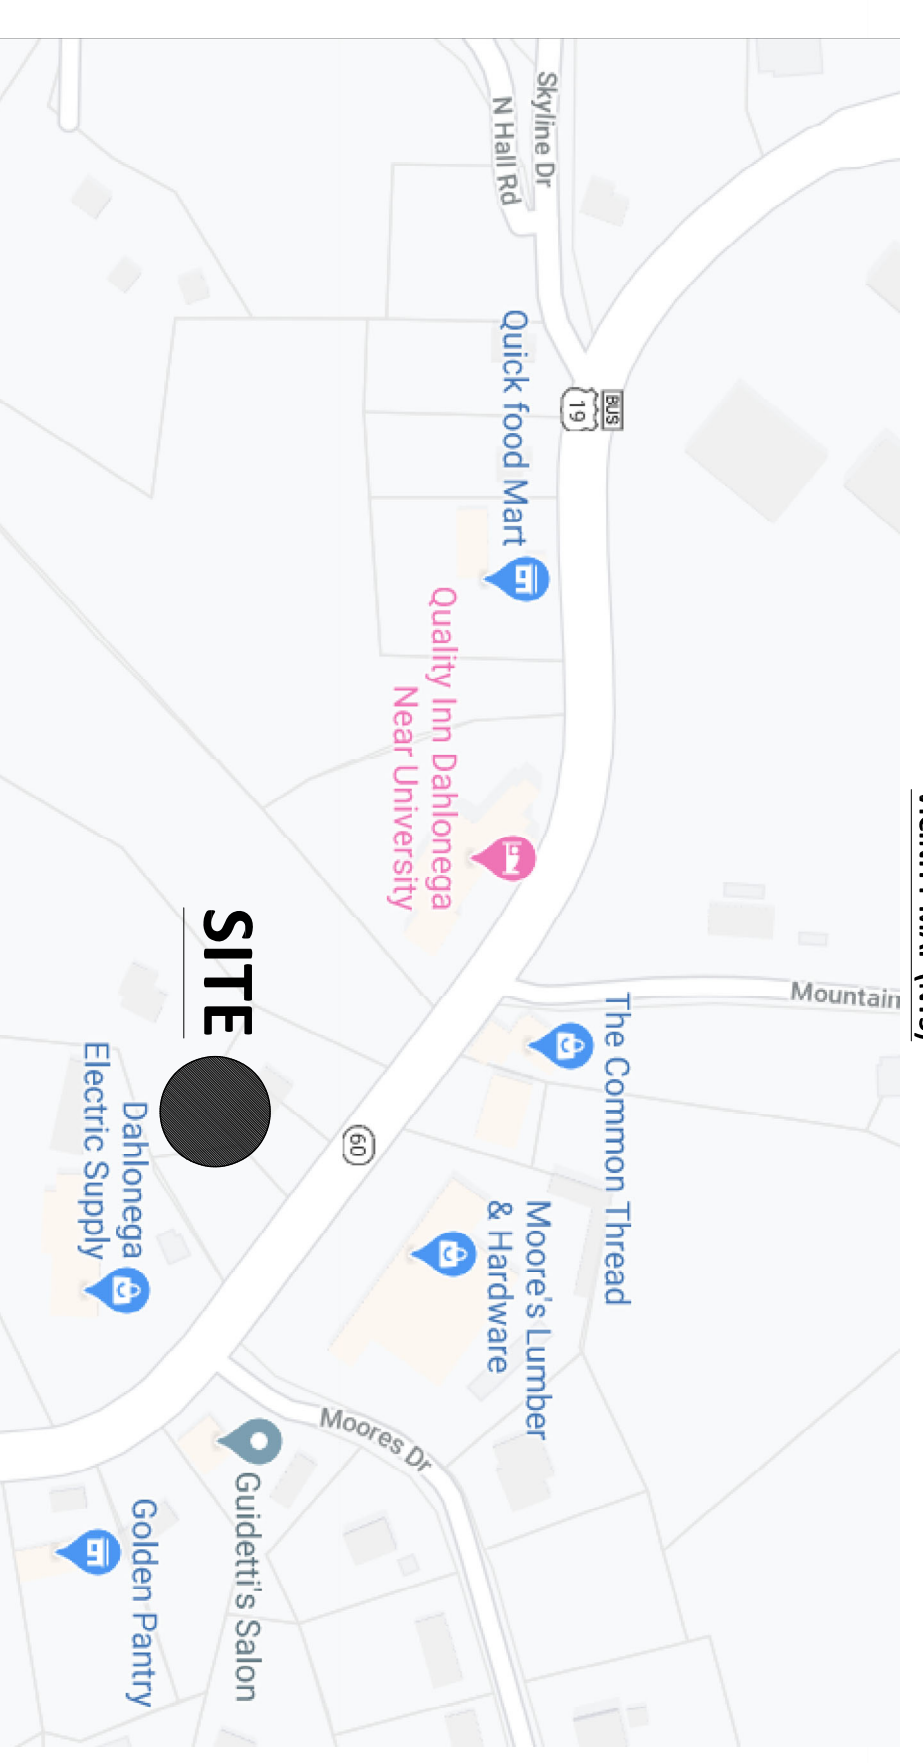 Skyline Dr
N Hall Rd
BUS
19
Quick food Mart
Quality Inn Dahlonega
Near University
Mountain
The Common Thread
SITE
60
Moore's Lumber
& Hardware
Dahlonega
Electric Supply
Moores Dr
Guidetti's Salon
Golden Pantry